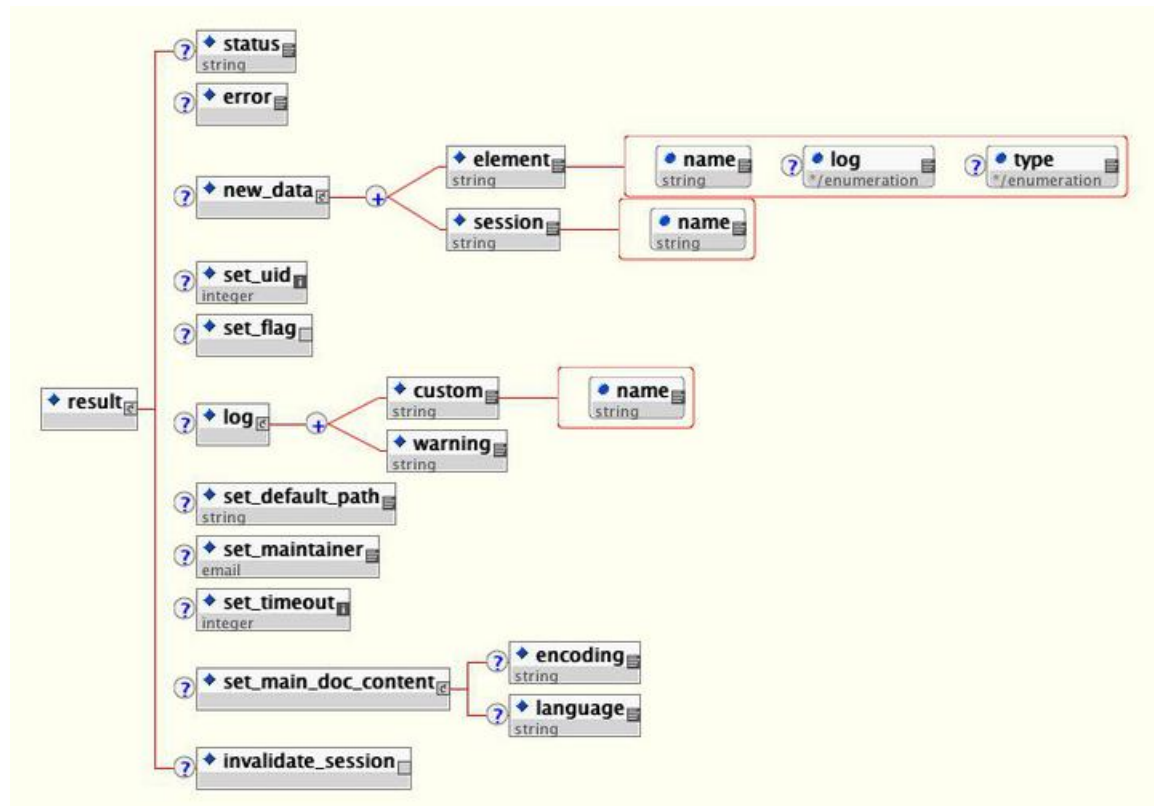 ? status
string
? error
? new_data
+
element
string
name
string
? log
*/enumeration
? type
*/enumeration
session
string
name
string
? set_uid
integer
? set_flag
result
? log
+
custom
string
name
string
warning
string
? set_default_path
string
? set_maintainer
email
? set_timeout
integer
? set_main_doc_content
? encoding
string
? language
string
? invalidate_session